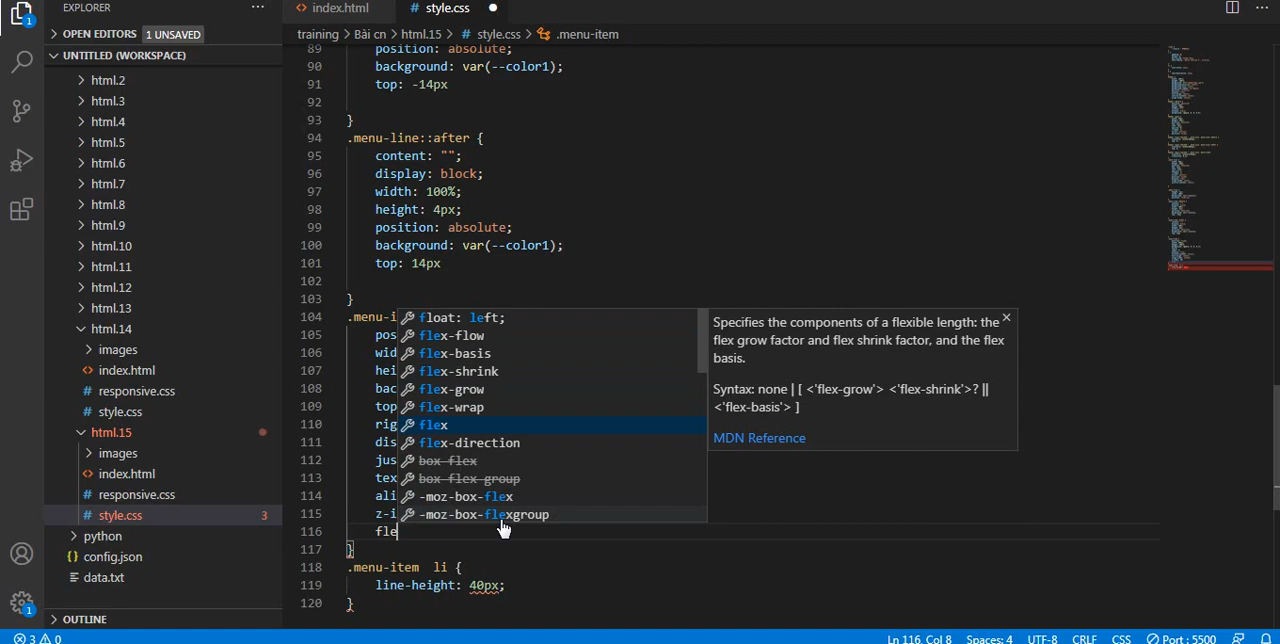 EXPLORER
···
index.html
# style.css
OPEN EDITORS 1 UNSAVED
training > Bài cn > html.15 > # style.css > .menu-item
UNTITLED (WORKSPACE)
html.2
html.3
html.4
html.5
html.6
html.7
html.8
html.9
html.10
html.11
html.12
html.13
html.14
images
index.html
# responsive.css
# style.css
html.15
images
index.html
# responsive.css
# style.css 3
python
config.json
data.txt
OUTLINE
89 position: absolute;
90 background: var(--color1);
91 top: -14px
92
93 }
94 .menu-line::after {
95 content: "";
96 display: block;
97 width: 100%;
98 height: 4px;
99 position: absolute;
100 background: var(--color1);
101 top: 14px
102
103 }
104 .menu-i
105 pos
106 wid
107 hei
108 bac
109 top
110 rig
111 dis
112 jus
113 tex
114 ali
115 z-i
116 fle
117 }
118 .menu-item li {
119 line-height: 40px;
120 }
float: left;
flex-flow
flex-basis
flex-shrink
flex-grow
flex-wrap
flex
flex-direction
box-flex
box-flex-group
-moz-box-flex
-moz-box-flexgroup
Specifies the components of a flexible length: the
flex grow factor and flex shrink factor, and the flex
basis.
Syntax: none | [ <'flex-grow'> <'flex-shrink'>? ||
<'flex-basis'> ]
MDN Reference
1
1
3 0
Ln 116, Col 8 Spaces: 4 UTF-8 CRLF CSS Port : 5500